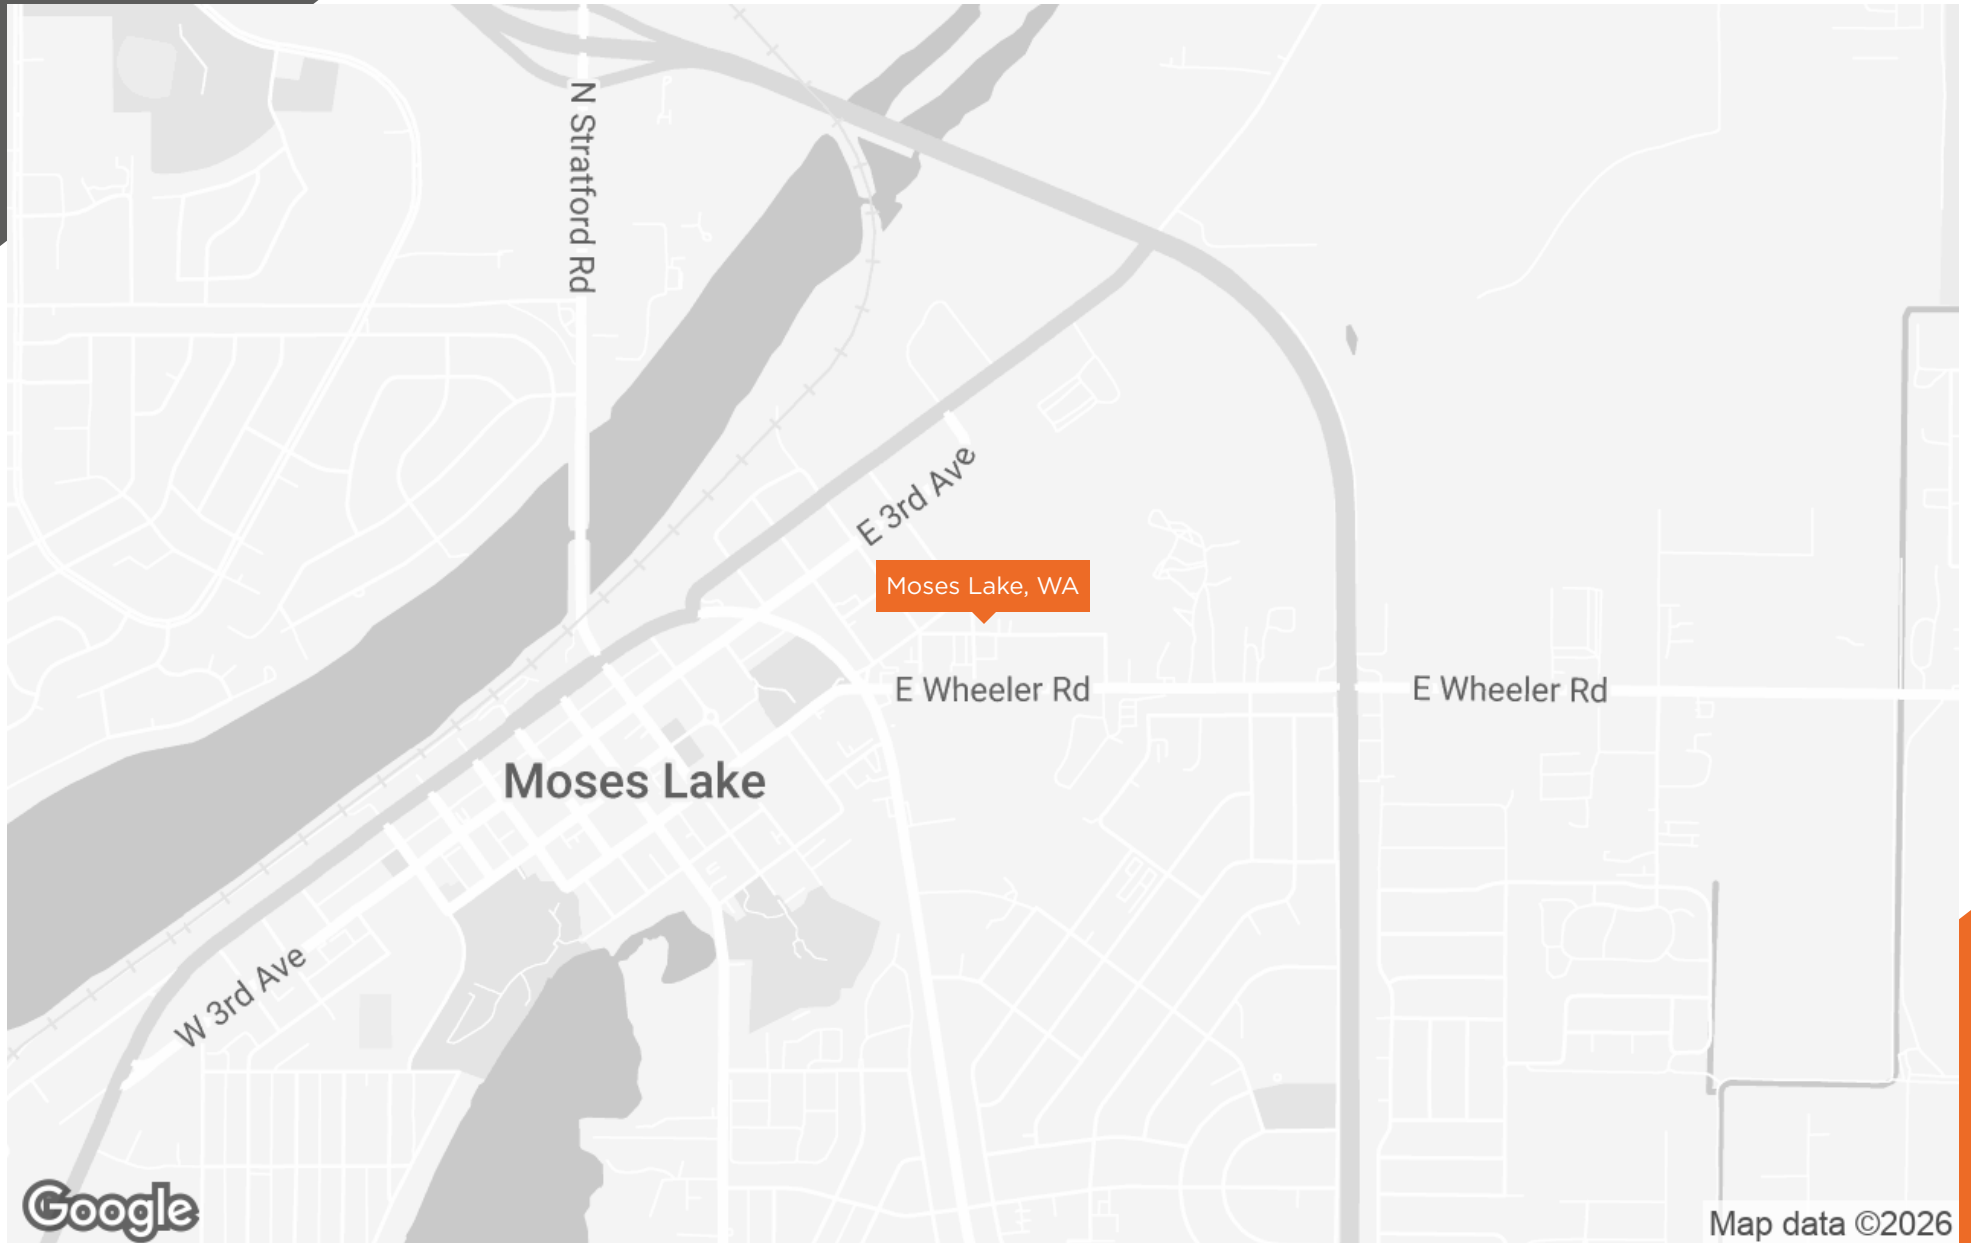 N Stratford Rd
E 3rd Ave
Moses Lake, WA
E Wheeler Rd
E Wheeler Rd
Moses Lake
W 3rd Ave
Google
Map data ©2026